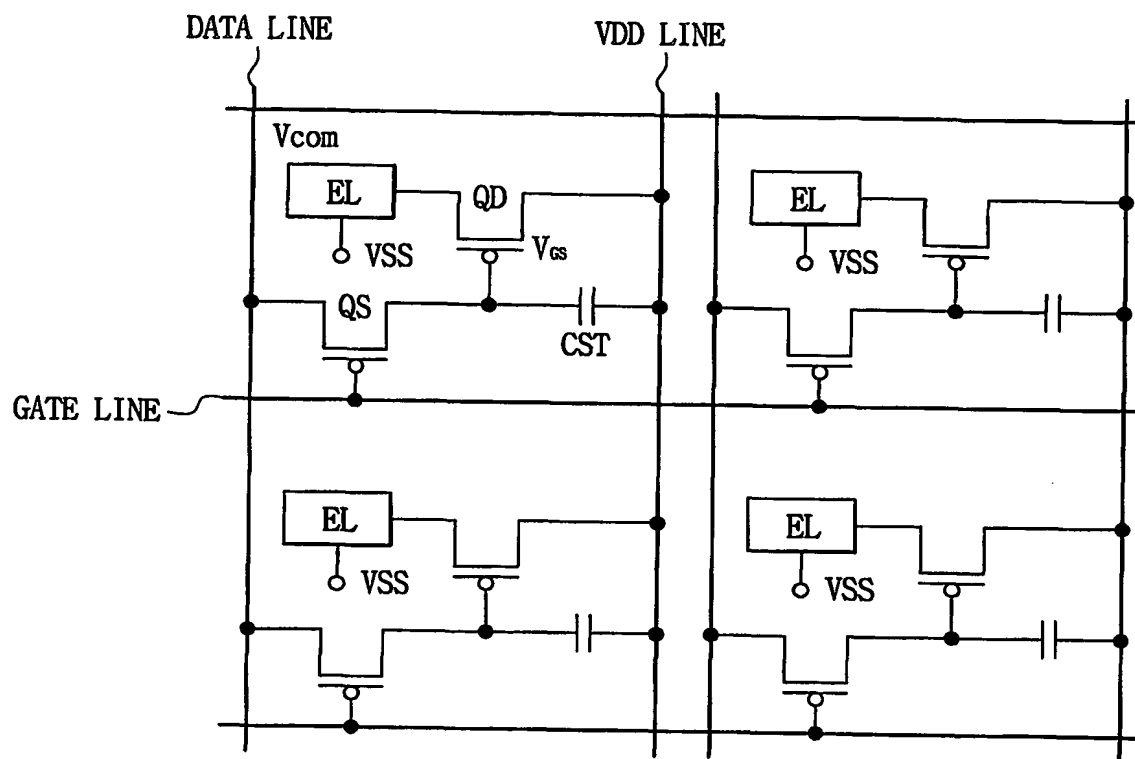 DATA LINE
VDD LINE
Vcom
EL
QD
EL
VSS
VGS
VSS
QS
CST
GATE LINE
EL
EL
VSS
VSS